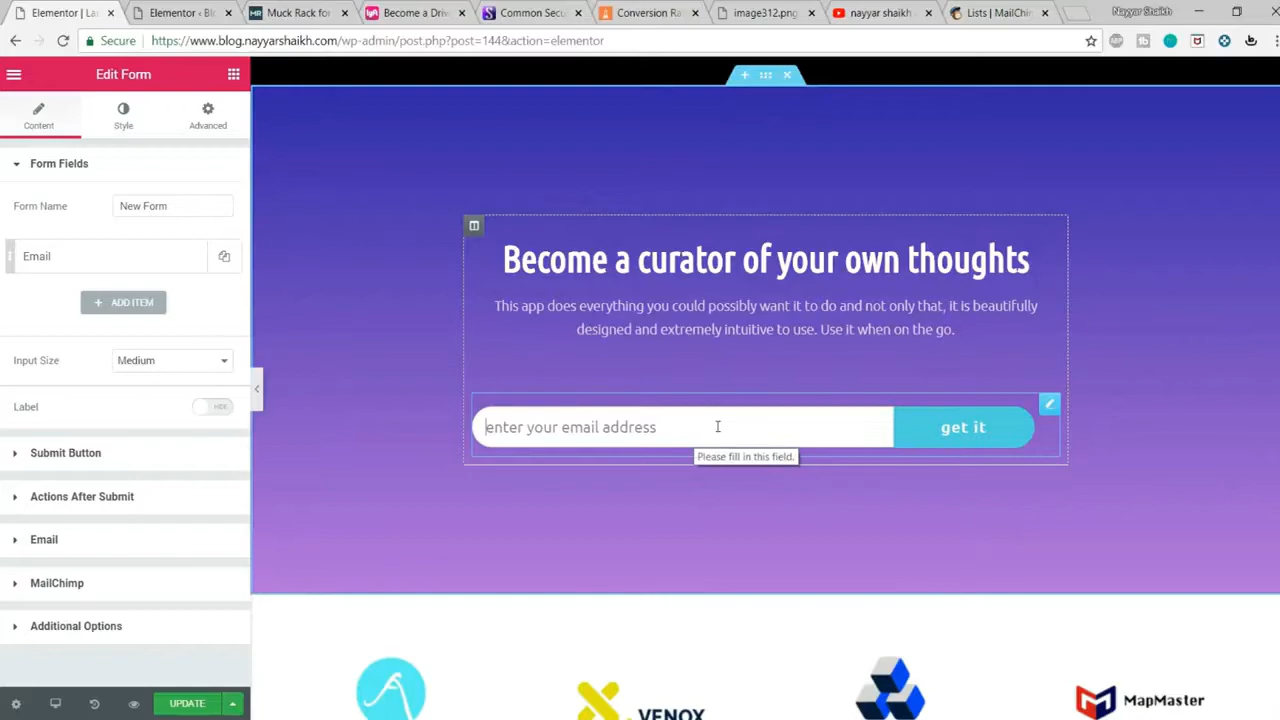 Elementor | La
Elementor ‹ Bl
Muck Rack for
Become a Driv
Common Secu
Conversion Ra
image312.png
nayyar shaikh
Lists | MailChim
Nayyar Shaikh
Secure
https://www.blog.nayyarshaikh.com/wp-admin/post.php?post=144&action=elementor
Edit Form
Content
Style
Advanced
Form Fields
Form Name
New Form
Email
+ ADD ITEM
Input Size
Medium
Label
HIDE
Submit Button
Actions After Submit
Email
MailChimp
Additional Options
UPDATE
Become a curator of your own thoughts
This app does everything you could possibly want it to do and not only that, it is beautifully
designed and extremely intuitive to use. Use it when on the go.
enter your email address
get it
Please fill in this field.
VENOX
MapMaster